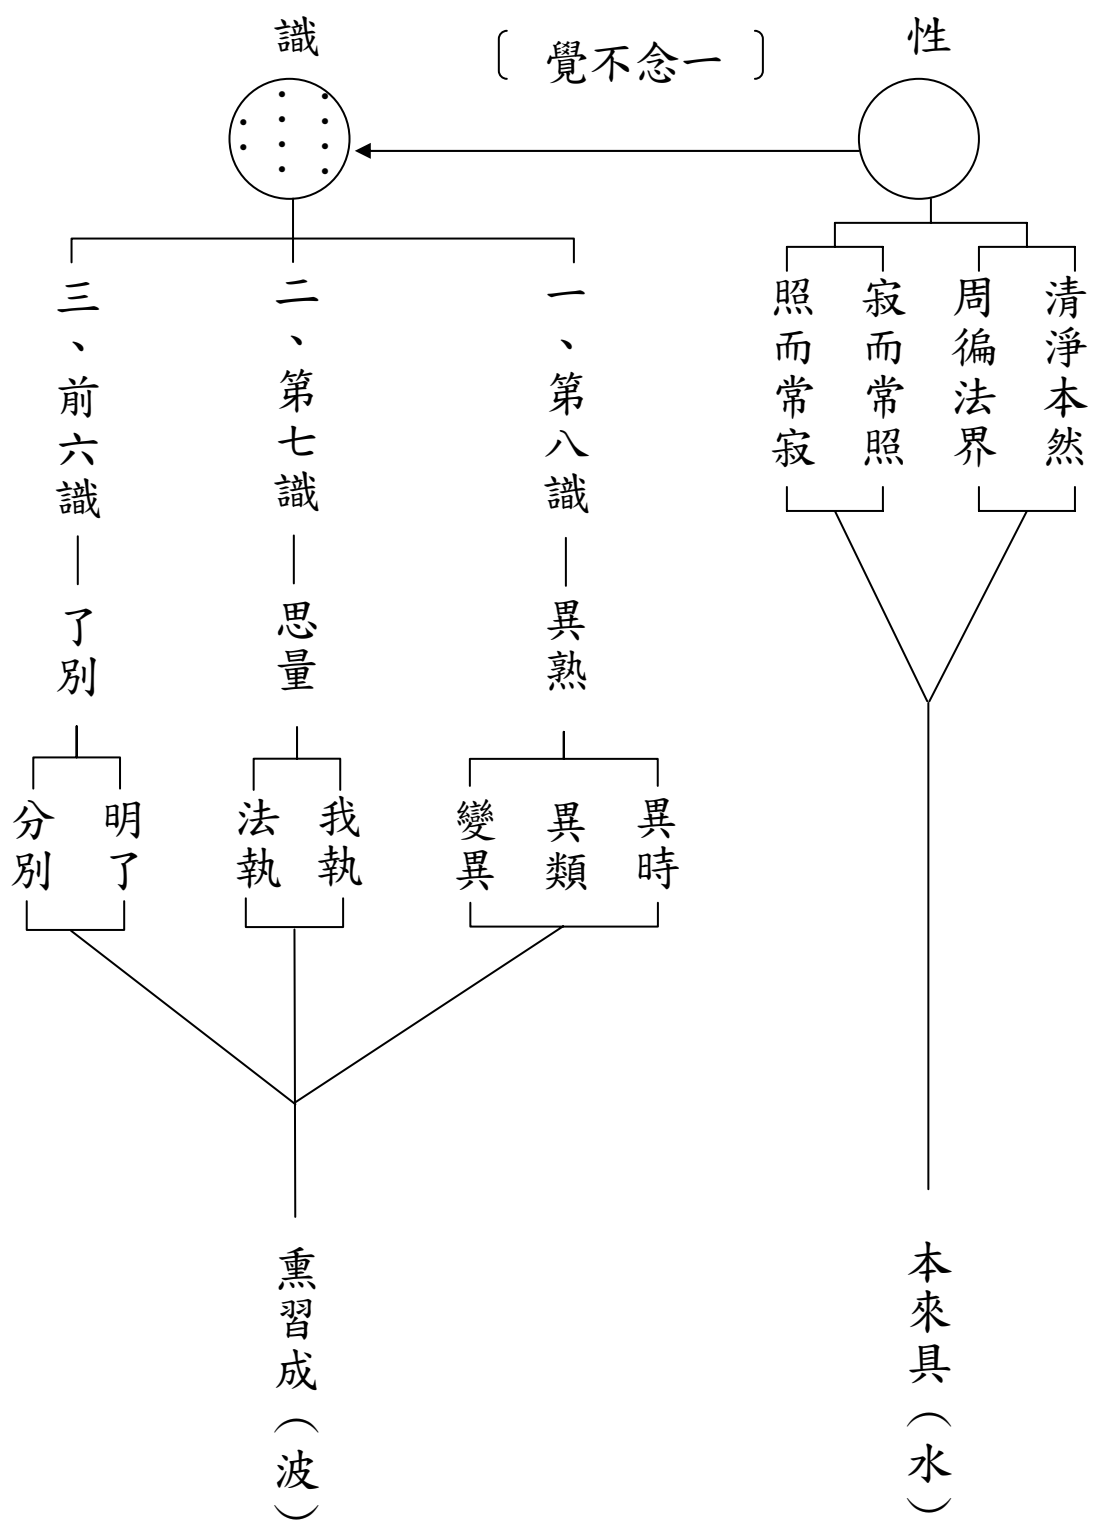 性
〔一念不覺〕
識
清淨本然
周徧法界
寂而常照
照而常寂
本來具（水）
一、第八識—異熟
異時
異類
變異
二、第七識—思量
我執
法執
三、前六識—了別
明了
分別
熏習成（波）